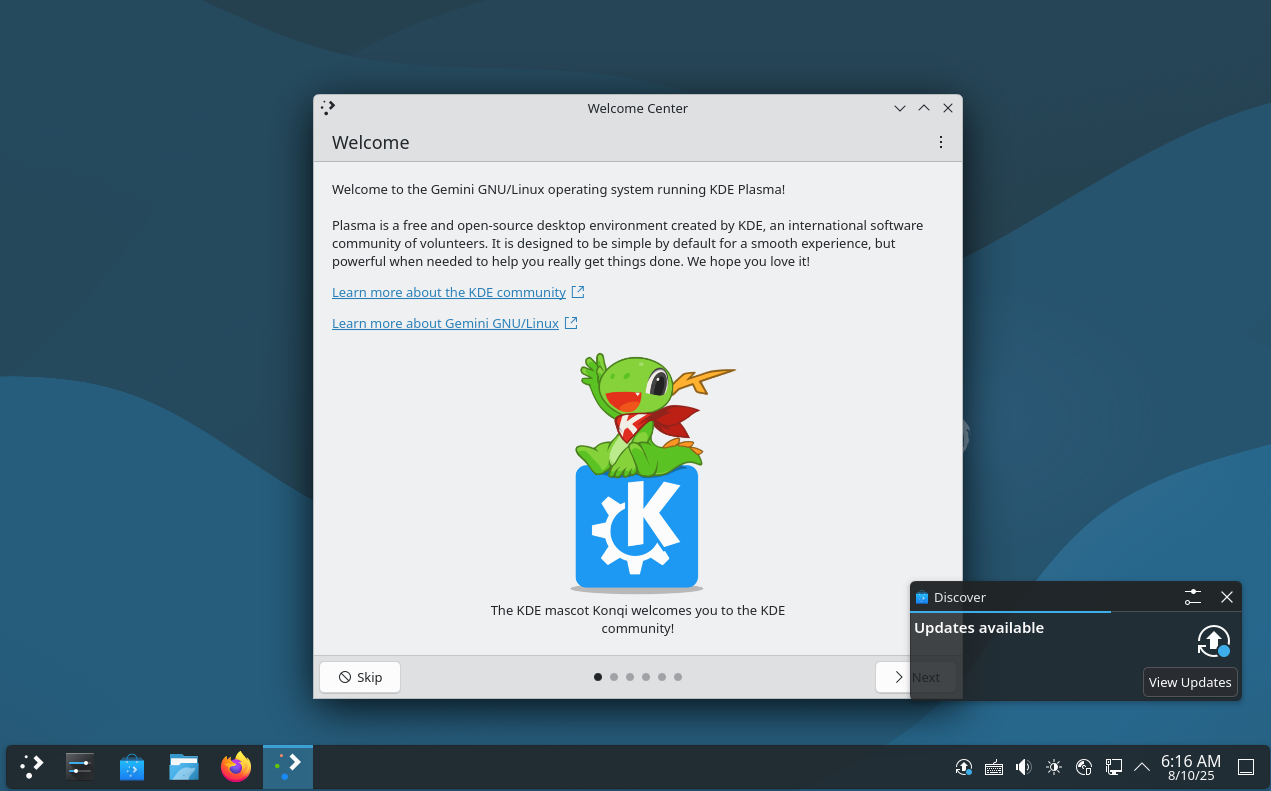 Welcome Center
Welcome
Welcome to the Gemini GNU/Linux operating system running KDE Plasma!
Plasma is a free and open-source desktop environment created by KDE, an international software
community of volunteers. It is designed to be simple by default for a smooth experience, but
powerful when needed to help you really get things done. We hope you love it!
Learn more about the KDE community
Learn more about Gemini GNU/Linux
K
K
The KDE mascot Konqi welcomes you to the KDE
community!
Skip
Next
Discover
Updates available
View Updates
6:16 AM
8/10/25